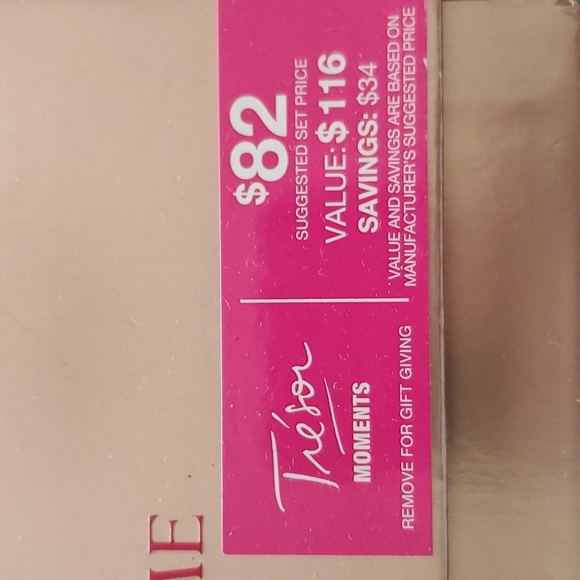 Trésor
MOMENTS
REMOVE FOR GIFT GIVING
$82
SUGGESTED SET PRICE
VALUE: $116
SAVINGS: $34
VALUE AND SAVINGS ARE BASED ON
MANUFACTURER'S SUGGESTED PRICE